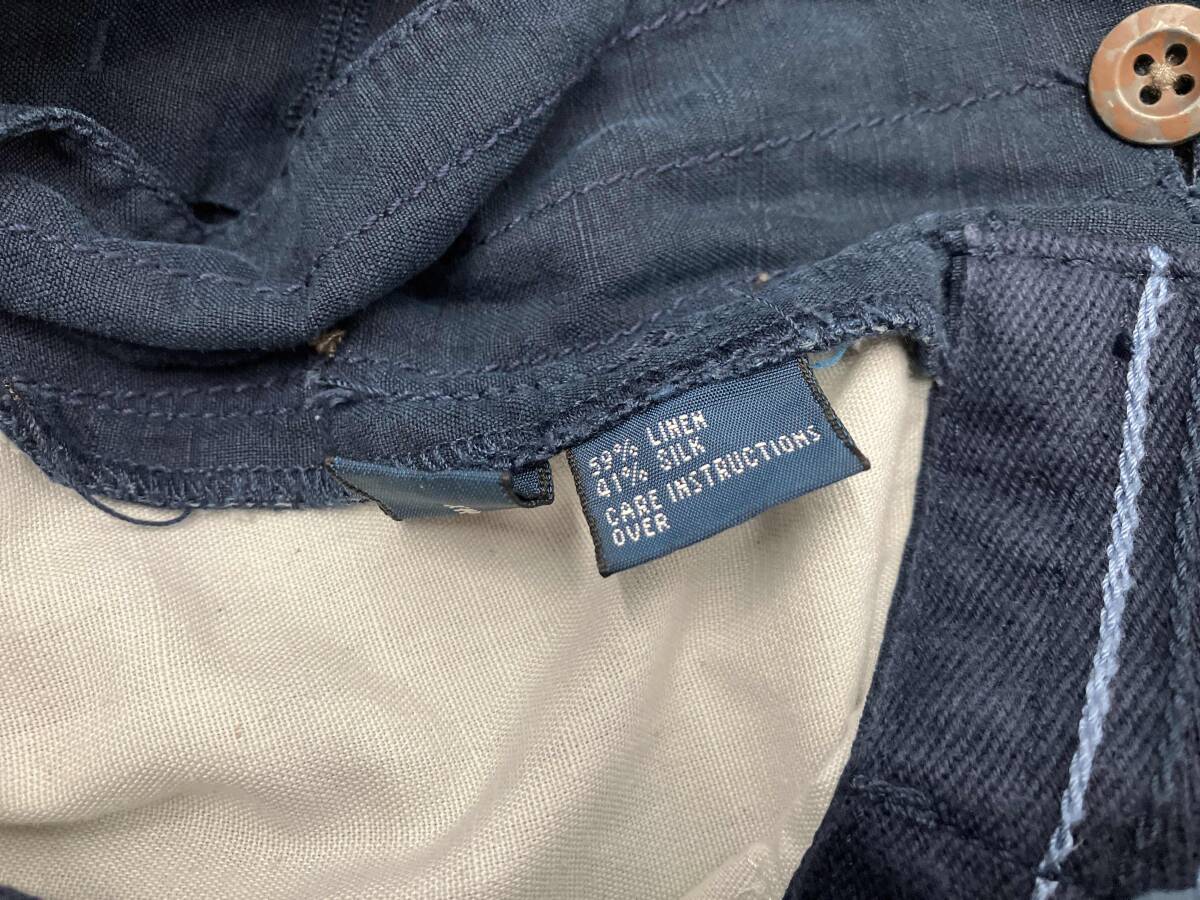 59% LINEN
41% SILK
CARE INSTRUCTIONS
OVER